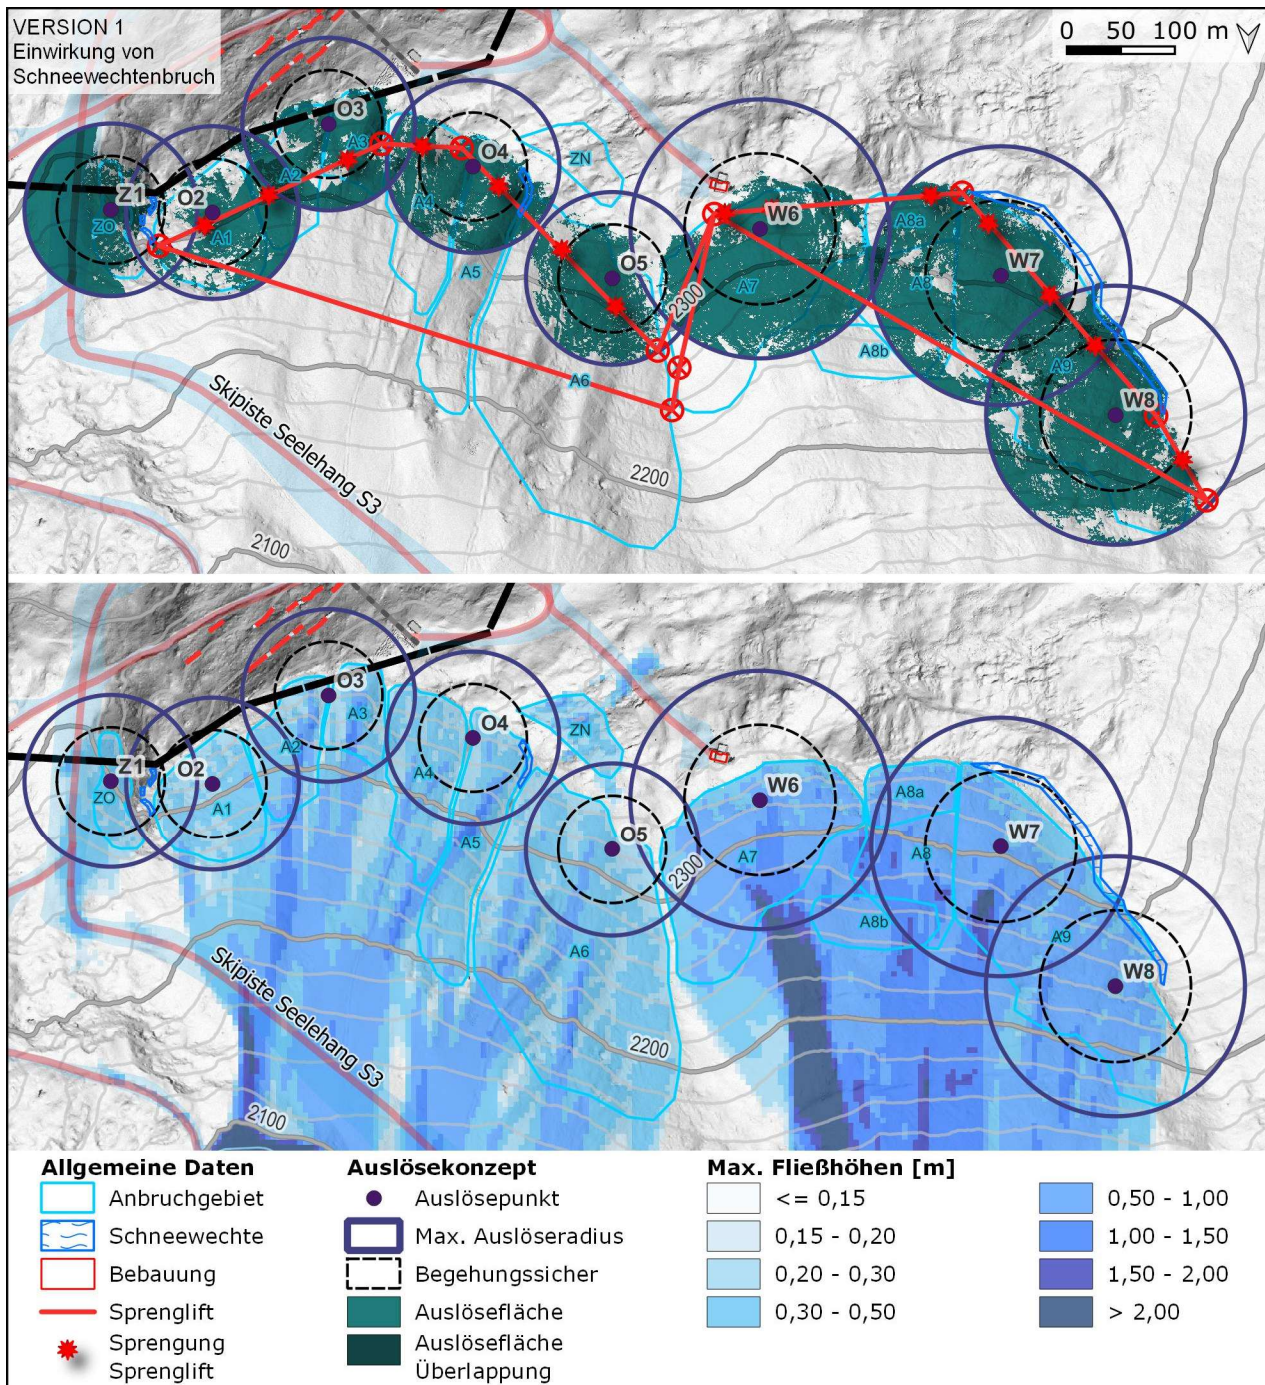 VERSION 1
Einwirkung von
Schneewechtenbruch
0 50 100 m
O3
A3
O4
ZN
A2
Z1
O2
ZO
A1
A4
A5
W6
A8a
O5
W7
A7
A8
2300
A8b
A9
A6
W8
Skipiste Seelehang S3
2200
2100
O3
A3
O4
ZN
A2
Z1
O2
ZO
A1
A4
A5
W6
A8a
O5
W7
A7
A8
2300
A8b
A9
A6
W8
Skipiste Seelehang S3
2200
2100
Allgemeine Daten
Anbruchgebiet
Schneewechte
Bebauung
Sprenglift
Sprengung
Sprenglift
Auslösekonzept
Auslösepunkt
Max. Auslöseradius
Begehungssicher
Auslösefläche
Auslösefläche
Überlappung
Max. Fließhöhen [m]
<= 0,15
0,15 - 0,20
0,20 - 0,30
0,30 - 0,50
0,50 - 1,00
1,00 - 1,50
1,50 - 2,00
> 2,00